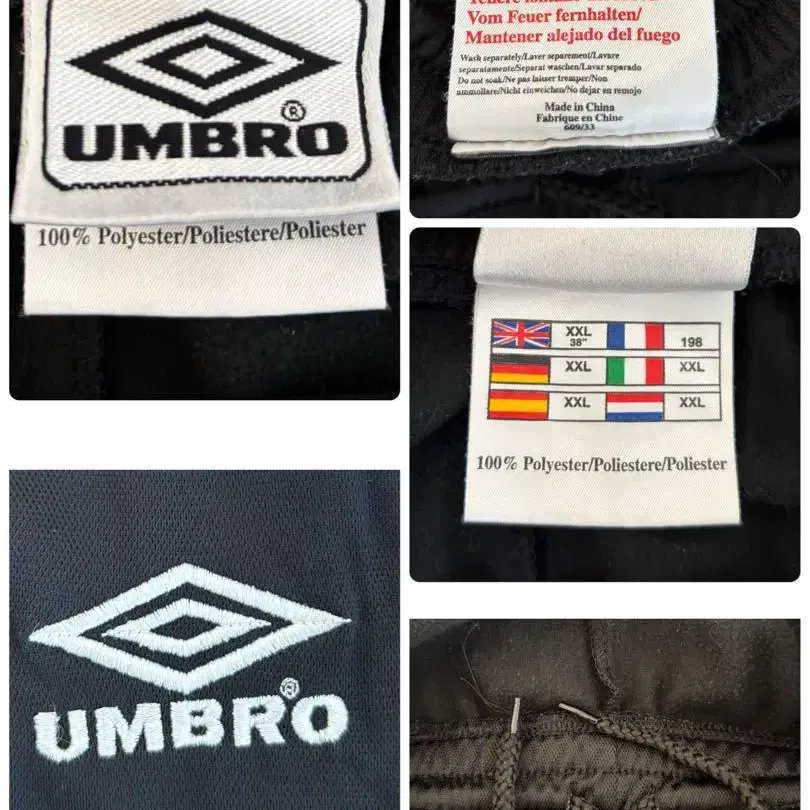 UMBRO
®
100% Polyester/Poliestere/Poliester
Vom Feuer fernhalten/
Mantener alejado del fuego
Wash separately/Laver separement/Lavare
separatamente/Separat waschen/Lavar separado
Do not soak/Ne pas laisser tremper/Non
ammollare/Nicht einweichen/No dejar en remojo
Made in China
Fabrique en Chine
609/33
XXL
38"
198
XXL
XXL
XXL
XXL
100% Polyester/Poliestere/Poliester
®
UMBRO